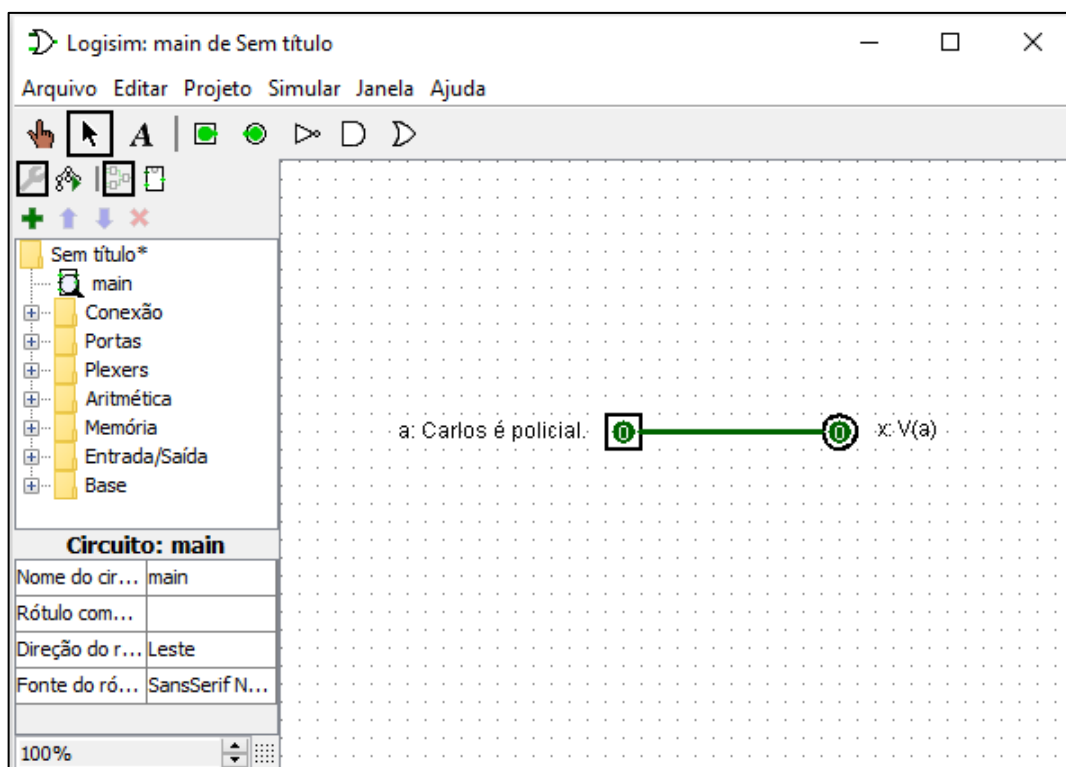 Logisim: main de Sem título
Arquivo Editar Projeto Simular Janela Ajuda
A
Sem título*
main
Conexão
Portas
Plexers
Aritmética
Memória
Entrada/Saída
Base
a: Carlos é policial. 0 0 x: V(a)
Circuito: main
Nome do cir... main
Rótulo com...
Direção do r... Leste
Fonte do ró... SansSerif N...
100%